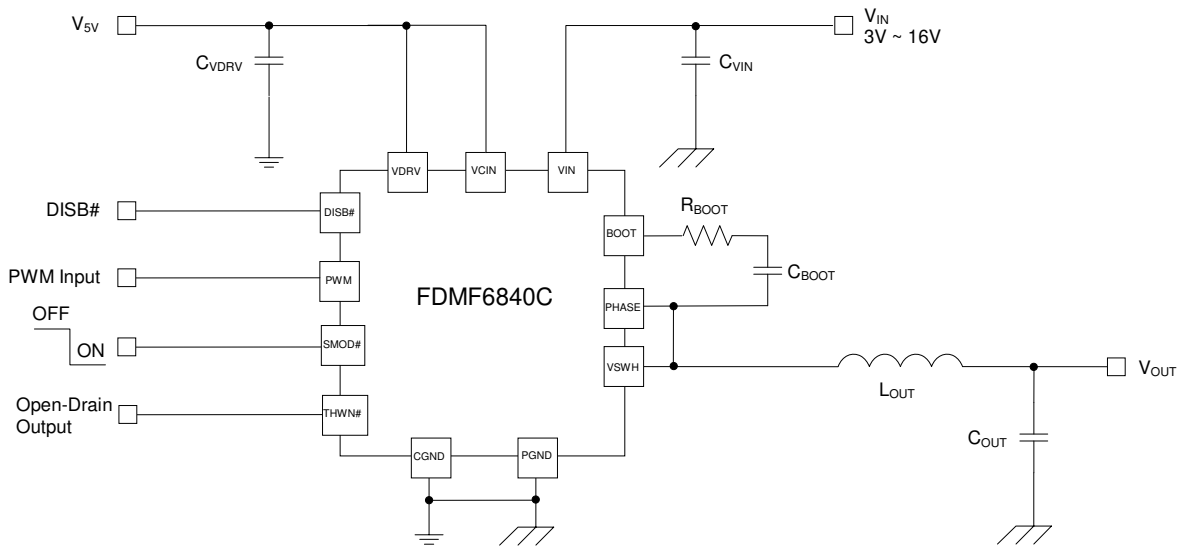 V5V
CVDRV
CVIN
VIN
3V ~ 16V
VDRV
VCIN
VIN
DISB#
DISB#
BOOT
RBOOT
CBOOT
PWM Input
PWM
FDMF6840C
PHASE
OFF
ON
SMOD#
VSWH
LOUT
VOUT
Open-Drain
Output
THWN#
CGND
PGND
COUT